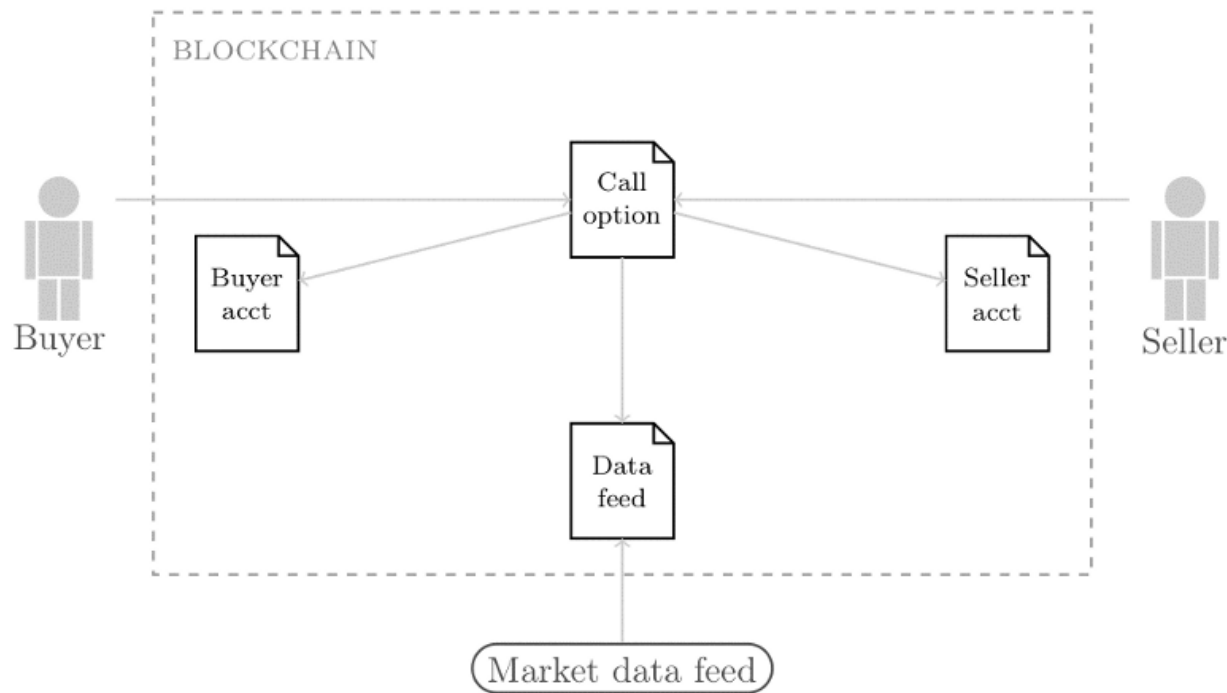 BLOCKCHAIN
Call
option
Buyer
acct
Seller
acct
Buyer
Seller
Data
feed
Market data feed